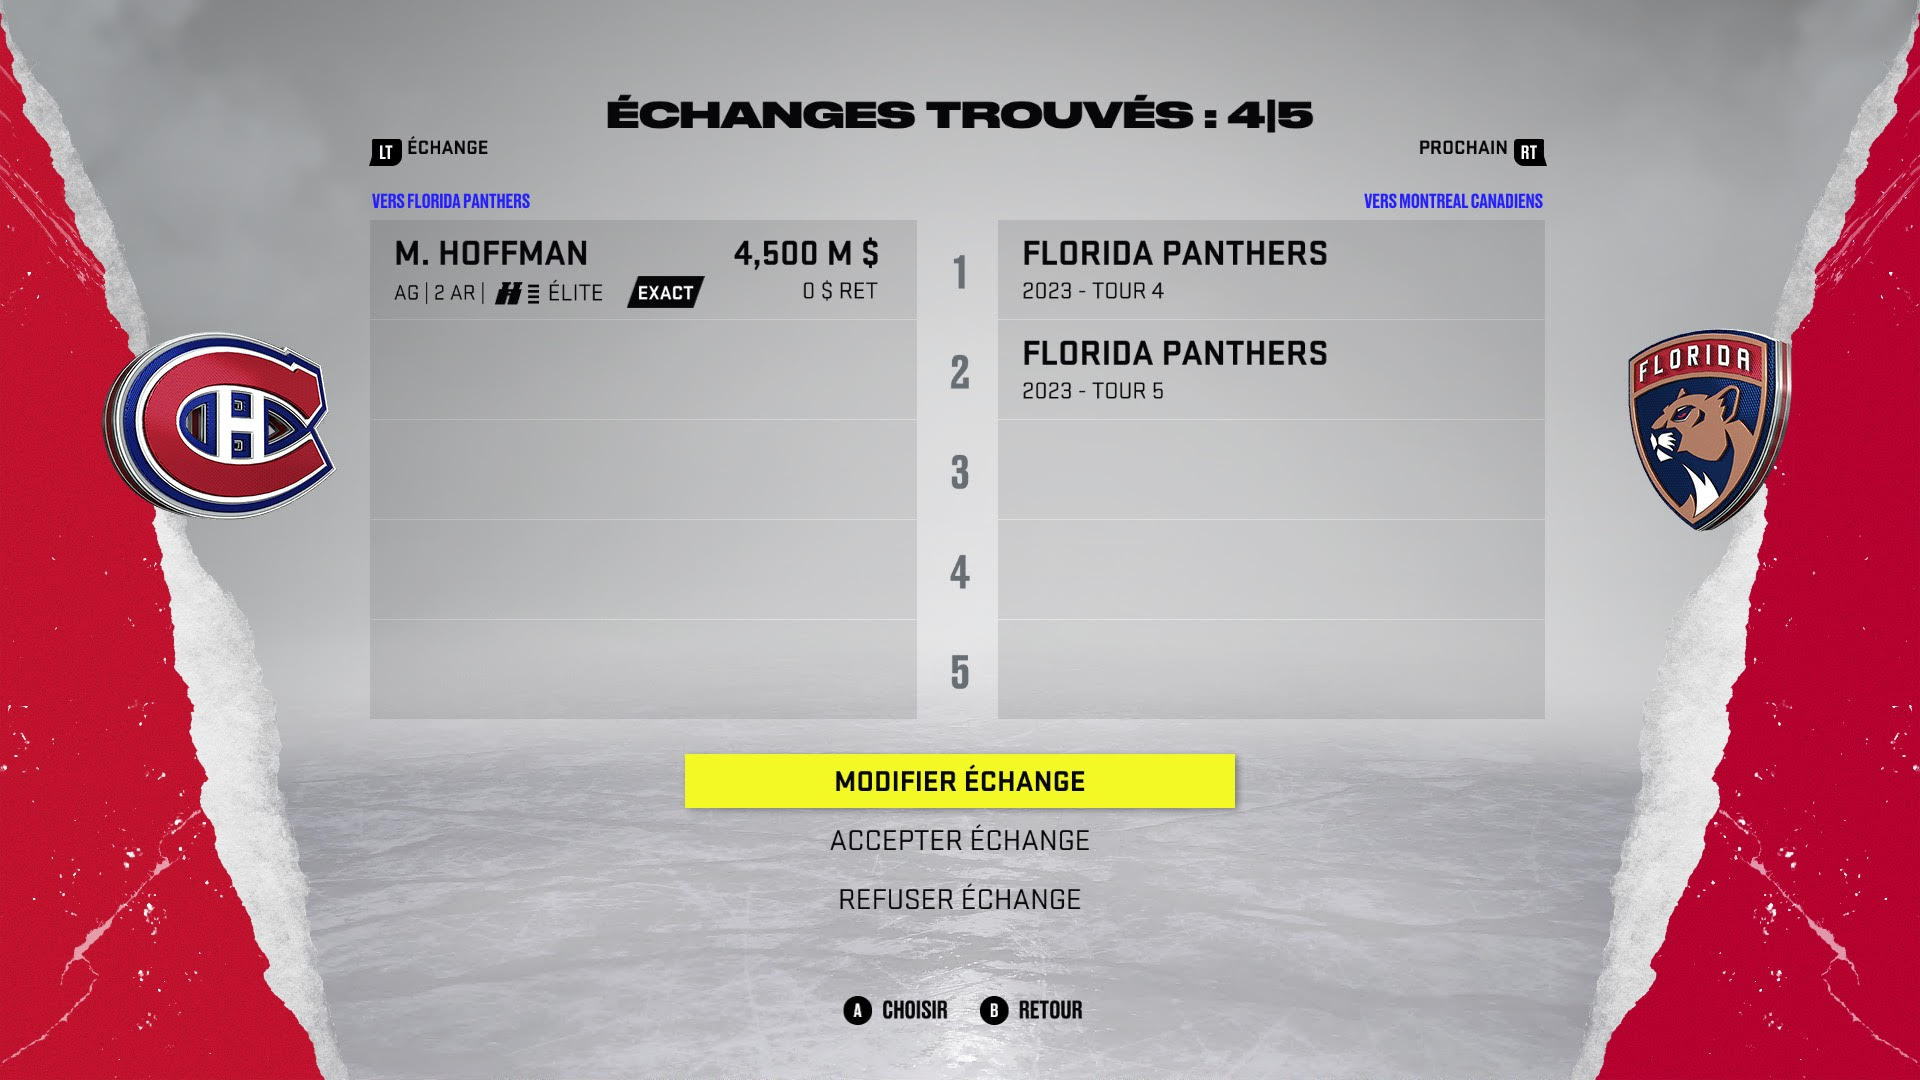 ÉCHANGES TROUVÉS : 4|5
LT ÉCHANGE
PROCHAIN RT
VERS FLORIDA PANTHERS
VERS MONTREAL CANADIENS
M. HOFFMAN 4,500 M $
AG | 2 AR | ÉLITE EXACT 0 $ RET
1
FLORIDA PANTHERS
2023 - TOUR 4
2
FLORIDA PANTHERS
2023 - TOUR 5
3
4
5
FLORIDA
MODIFIER ÉCHANGE
ACCEPTER ÉCHANGE
REFUSER ÉCHANGE
A CHOISIR B RETOUR